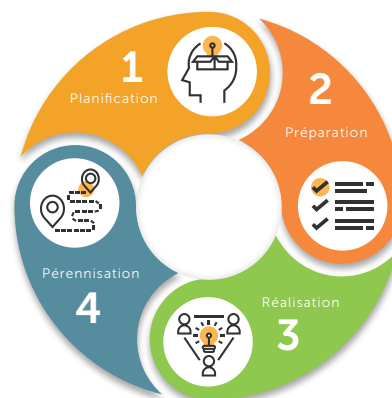 1
Planification
2
Préparation
Réalisation
3
Pérennisation
4